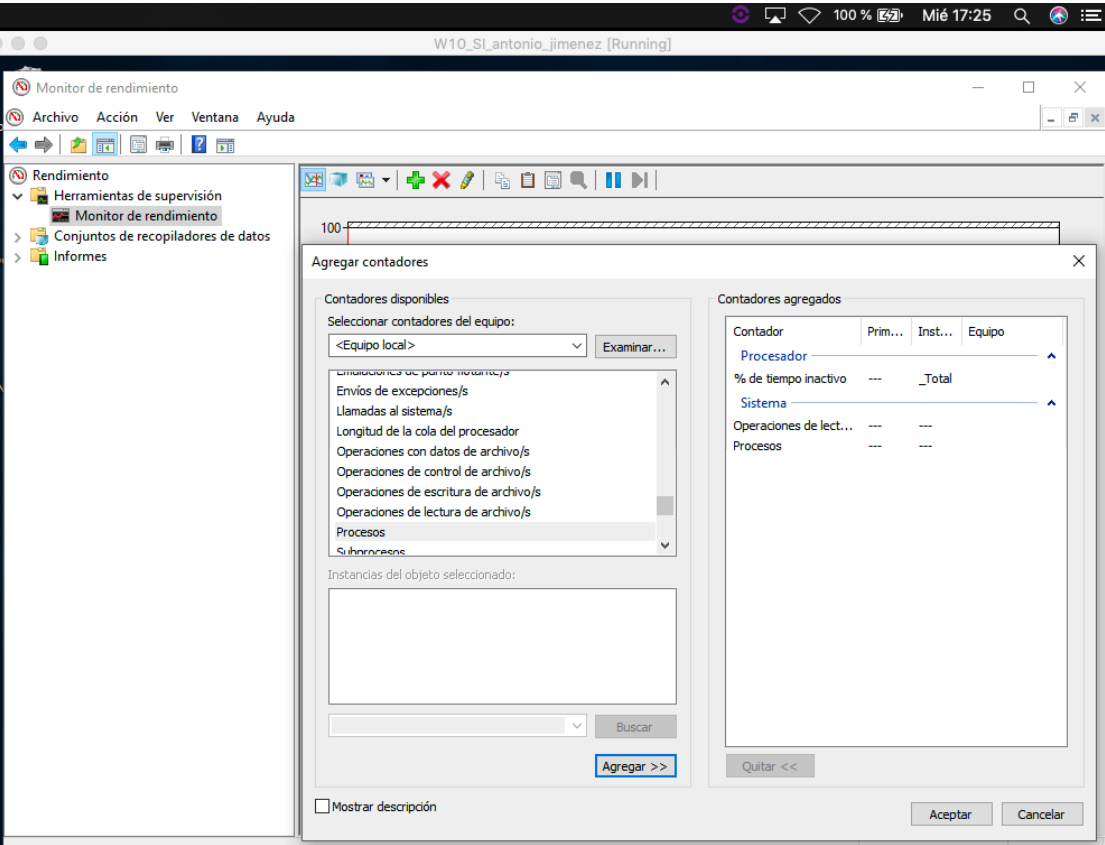 100 % Mié 17:25
W10_SI_antonio_jimenez [Running]
Monitor de rendimiento
Archivo Acción Ver Ventana Ayuda
Rendimiento
Herramientas de supervisión
Monitor de rendimiento
Conjuntos de recopiladores de datos
Informes
100
Agregar contadores
Contadores disponibles
Seleccionar contadores del equipo:
<Equipo local>
Examinar...
Emulaciones de punto flotante/s
Envíos de excepciones/s
Llamadas al sistema/s
Longitud de la cola del procesador
Operaciones con datos de archivo/s
Operaciones de control de archivo/s
Operaciones de escritura de archivo/s
Operaciones de lectura de archivo/s
Procesos
Subprocesos
Instancias del objeto seleccionado:
Buscar
Agregar >>
Mostrar descripción
Contadores agregados
Contador Prim... Inst... Equipo
Procesador
% de tiempo inactivo --- _Total
Sistema
Operaciones de lect... --- ---
Procesos --- ---
Quitar <<
Aceptar Cancelar